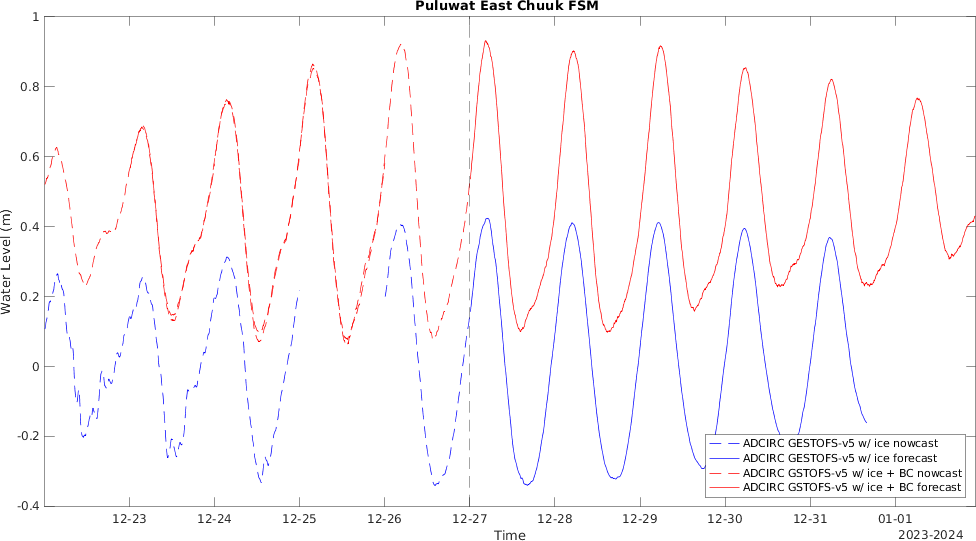 Puluwat East Chuuk FSM
Water Level (m)
1
0.8
0.6
0.4
0.2
0
-0.2
-0.4
ADCIRC GESTOFS-v5 w/ ice nowcast
ADCIRC GESTOFS-v5 w/ ice forecast
ADCIRC GSTOFS-v5 w/ ice + BC nowcast
ADCIRC GSTOFS-v5 w/ ice + BC forecast
12-23 12-24 12-25 12-26 12-27 12-28 12-29 12-30 12-31 01-01
Time
2023-2024